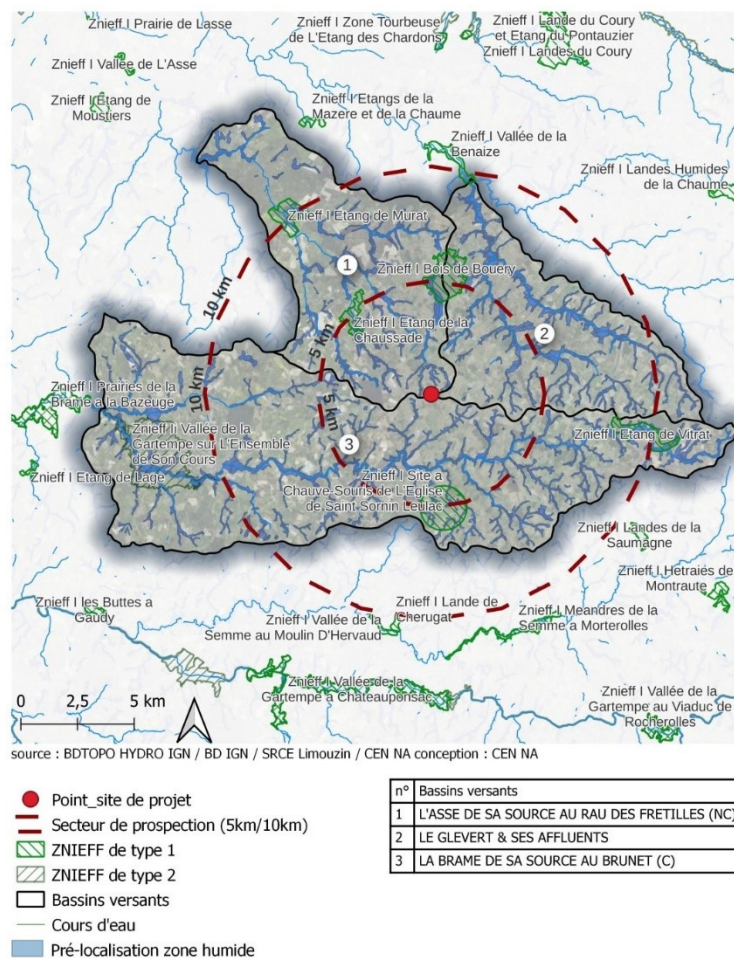 Znieff I Prairie de Lasse
Znieff I Zone Tourbeuse
de L'Etang des Chardons
Znieff I Lande du Coury
et Etang du Pontauzier
Znieff I Landes du Coury
Znieff I Vallée de L'Asse
Znieff I Etang de
Moustiers
Znieff I Etangs de la
Mazere et de la Chaume
Znieff I Vallée de la
Benaize
Znieff I Landes Humides
de la Chaume
Znieff I Etang de Murat
1
Znieff I Bois de Bouery
10 km
Znieff I Etang de la
Chaussade
2
5 km
Znieff I Prairies de la
Brame a la Bazeuge
10 km
5 km
Znieff Ii Vallée de la
Gartempe sur L'Ensemble
de Son Cours
3
Znieff I Etang de Vitrat
Znieff I Etang de Lage
Znieff I Site a
Chauve-Souris de L'Eglise
de Saint Sornin Leulac
Znieff I Landes de la
Saumagne
Znieff I Hetraies de
Montraute
Znieff I les Buttes a
Gaudy
Znieff I Vallée de la
Semme au Moulin D'Hervaud
Znieff I Lande de
Cherugat
Znieff I Meandres de la
Semme a Morterolles
Znieff I Vallée de la
Gartempe a Chateauponsac
Znieff I Vallée de la
Gartempe au Viaduc de
Rocherolles
0 2,5 5 km
source : BDTOPO HYDRO IGN / BD IGN / SRCE Limouzin / CEN NA conception : CEN NA
Point_site de projet
Secteur de prospection (5km/10km)
ZNIEFF de type 1
ZNIEFF de type 2
Bassins versants
Cours d'eau
Pré-localisation zone humide
n° Bassins versants
1 L'ASSE DE SA SOURCE AU RAU DES FRETILLES (NC)
2 LE GLEVERT & SES AFFLUENTS
3 LA BRAME DE SA SOURCE AU BRUNET (C)